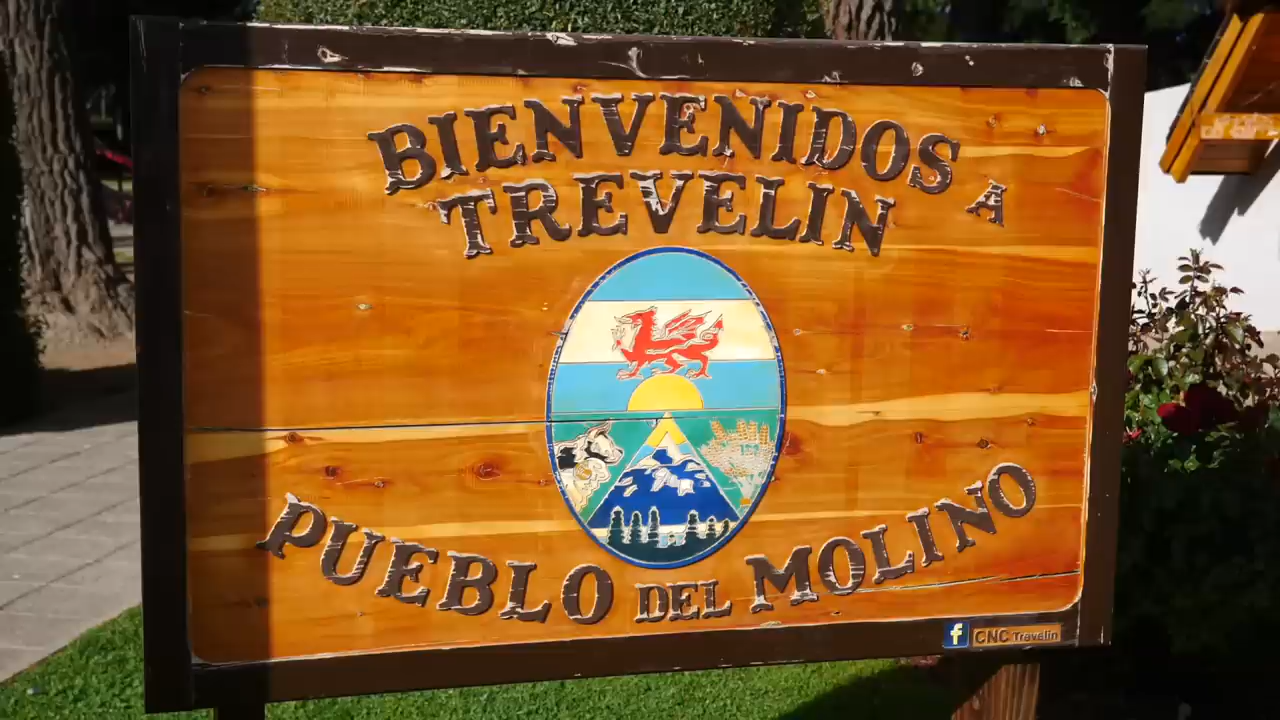 BIENVENIDOS A
TREVELIN
PUEBLO DEL MOLINO
f CNC Travelin